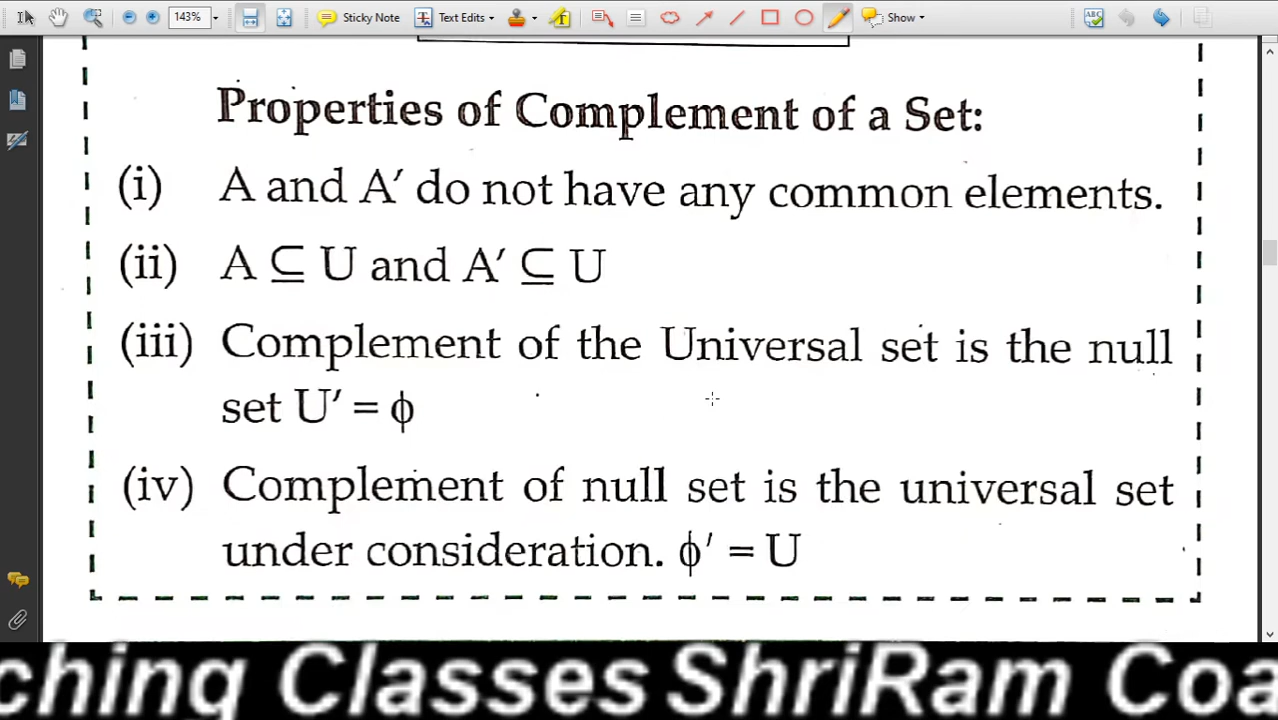 143% Sticky Note Text Edits Show
Properties of Complement of a Set:
(i) A and A′ do not have any common elements.
(ii) A ⊆ U and A′ ⊆ U
(iii) Complement of the Universal set is the null
set U′ = ϕ
(iv) Complement of null set is the universal set
under consideration. ϕ′ = U
ching Classes ShriRam Coa